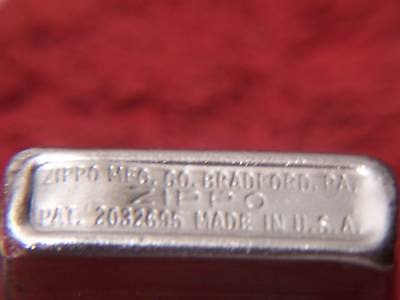 ZIPPO MFG. CO. BRADFORD. PA.
ZIPPO
PAT. 2032695 MADE IN U.S.A.